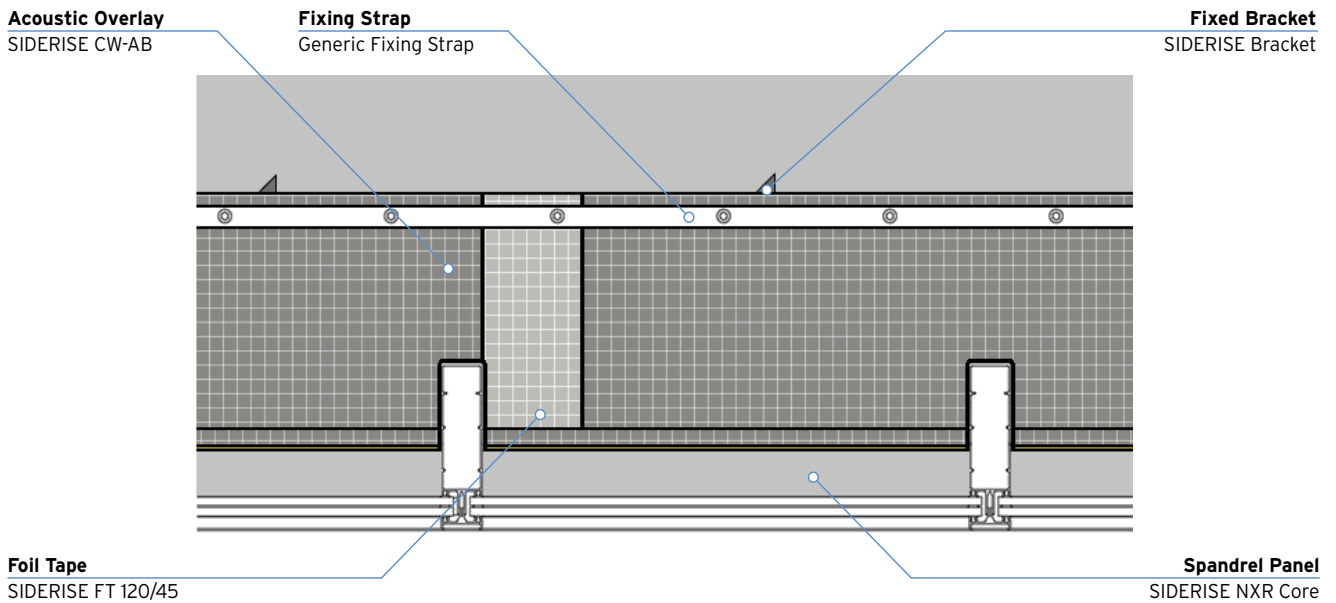 Acoustic Overlay
SIDERISE CW-AB
Fixing Strap
Generic Fixing Strap
Fixed Bracket
SIDERISE Bracket
Foil Tape
SIDERISE FT 120/45
Spandrel Panel
SIDERISE NXR Core